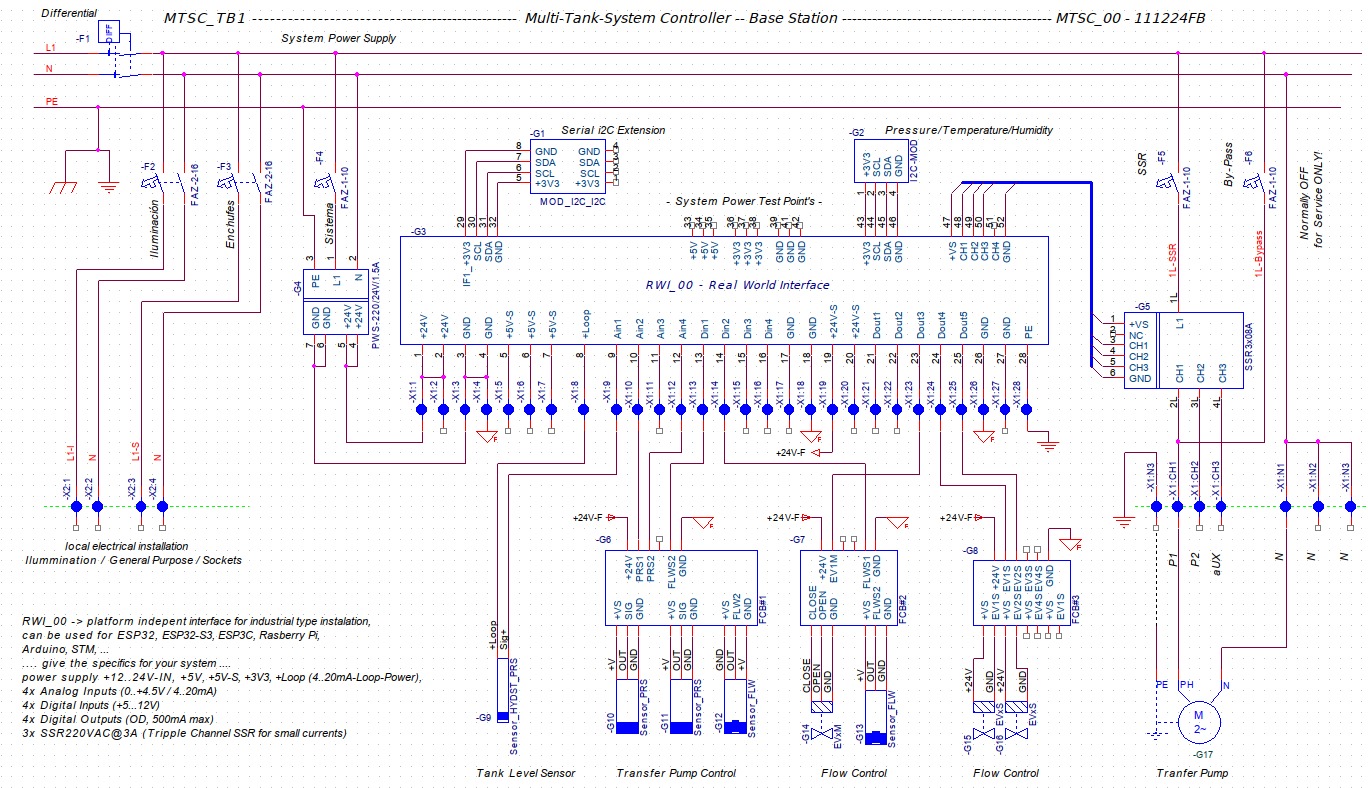 Differential
MTSC_TB1 ---- Multi-Tank-System Controller -- Base Station ---- MTSC_00 - 111224FB
-F1
DIFF
System Power Supply
L1
N
PE
-F2
FAZ-2-16
Iluminación
-F3
FAZ-2-16
Enchufes
-F4
FAZ-1-10
Sistema
Serial i2C Extension
-G1
8 GND GND 4
7 SDA SDA
6 SCL SCL
5 +3V3 +3V3
MOD_I2C_I2C
Pressure/Temperature/Humidity
-G2
+3V3 SCL SDA GND
1 2 3 4
I2C-MOD
SSR
-F5
FAZ-1-10
1L-SSR
By-Pass
-F6
FAZ-1-10
1L-Bypass
Normally OFF
for Service ONLY!
- System Power Test Point's -
29 30 31 32 33 34 35 36 37 38 39 41 42 43 44 45 46 47 48 49 50 51 52
-G3
IF1_+3V3 SCL SDA GND +5V +5V +5V +3V3 +3V3 +3V3 GND GND GND +3V3 SCL SDA GND +VS CH1 CH2 CH3 CH4 GND
RWI_00 - Real World Interface
+24V +24V GND GND +5V-S +5V-S +5V-S +Loop Ain1 Ain2 Ain3 Ain4 Din1 Din2 Din3 Din4 GND GND +24V-S +24V-S Dout1 Dout2 Dout3 Dout4 Dout5 GND GND PE
1 2 3 4 5 6 7 8 9 10 11 12 13 14 15 16 17 18 19 20 21 22 23 24 25 26 27 28
-X1:1 -X1:2 -X1:3 -X1:4 -X1:5 -X1:6 -X1:7 -X1:8 -X1:9 -X1:10 -X1:11 -X1:12 -X1:13 -X1:14 -X1:15 -X1:16 -X1:17 -X1:18 -X1:19 -X1:20 -X1:21 -X1:22 -X1:23 -X1:24 -X1:25 -X1:26 -X1:27 -X1:28
-G4
3 1 2
PE L1 N
GND GND +24V +24V
7 6 5 4
PWS-220/24V/1.5A
-G5
1L
L1
1 +VS
2 NC
3 CH1
4 CH2
5 CH3
6 GND
CH1 CH2 CH3
2L 3L 4L
SSR3x08A
F
F
+24V-F
L1-I
N
L1-S
N
-X2:1 -X2:2 -X2:3 -X2:4
local electrical installation
Ilummination / General Purpose / Sockets
-X1:N3 -X1:CH1 -X1:CH2 -X1:CH3 -X1:N1 -X1:N2 -X1:N3
P1 P2 aUX N N N
+24V-F
F
-G6
+24V PRS1 PRS2 FLWS2 GND
+VS SIG GND +VS SIG GND GND FLW2 +VS
FCB#1
+V OUT GND +V OUT GND GND OUT +V
-G10
Sensor_PRS
-G11
Sensor_PRS
-G12
Sensor_FLW
+24V-F
F
-G7
+24V EV1M FLWS1 GND
CLOSE OPEN GND +VS FLWS2 GND
FCB#2
CLOSE OPEN GND +V OUT GND
-G14
EVxM
-G13
Sensor_FLW
+24V-F
F
-G8
+24V EV1S EV2S EV3S EV4S GND
+VS EV1S +VS EV2S EV3S EV4S +VS EV1S
FCB#3
+24V GND +24V GND
-G15
EVxS
-G16
EVxS
+Loop
Sig+
-G9
Sensor_HYDST_PRS
PE PH N
M
2~
-G17
RWI_00 -> platform indepent interface for industrial type instalation,
can be used for ESP32, ESP32-S3, ESP3C, Rasberry Pi,
Arduino, STM, ...
.... give the specifics for your system ....
power supply +12..24V-IN, +5V, +5V-S, +3V3, +Loop (4..20mA-Loop-Power),
4x Analog Inputs (0..+4.5V / 4..20mA)
4x Digital Inputs (+5...12V)
4x Digital Outputs (OD, 500mA max)
3x SSR220VAC@3A (Tripple Channel SSR for small currents)
Tank Level Sensor
Transfer Pump Control
Flow Control
Flow Control
Tranfer Pump